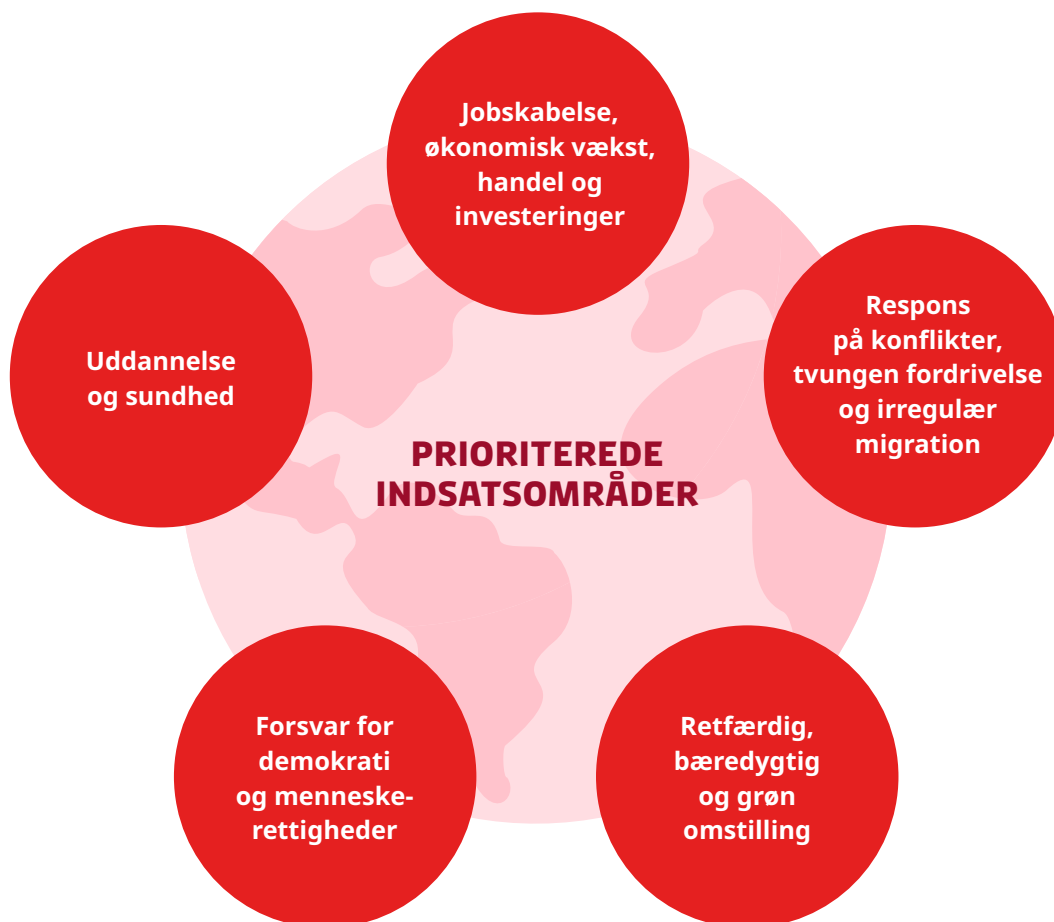 Jobskabelse,
økonomisk vækst,
handel og
investeringer
Respons
på konflikter,
tvungen fordrivelse
og irregulær
migration
Uddannelse
og sundhed
PRIORITEREDE
INDSATSOMRÅDER
Forsvar for
demokrati
og menneske-
rettigheder
Retfærdig,
bæredygtig
og grøn
omstilling